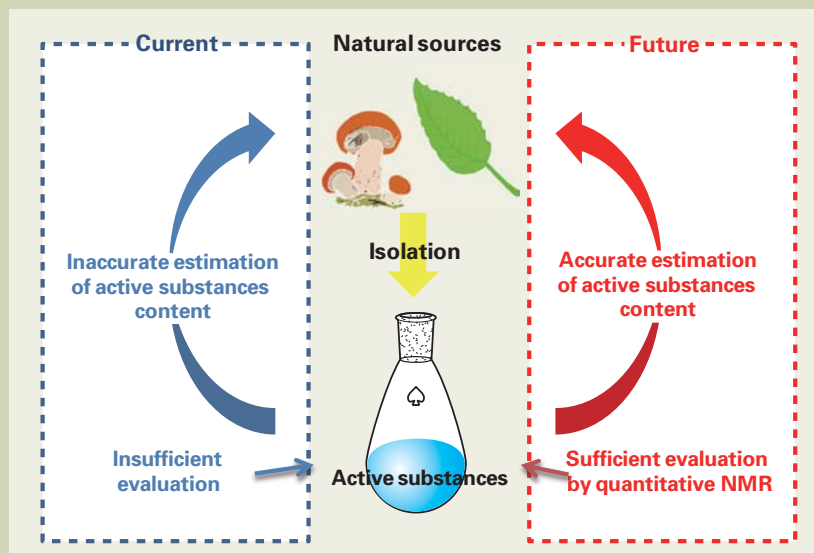 Current
Natural sources
Future
Isolation
Inaccurate estimation
of active substances
content
Accurate estimation
of active substances
content
Insufficient
evaluation
Active substances
Sufficient evaluation
by quantitative NMR